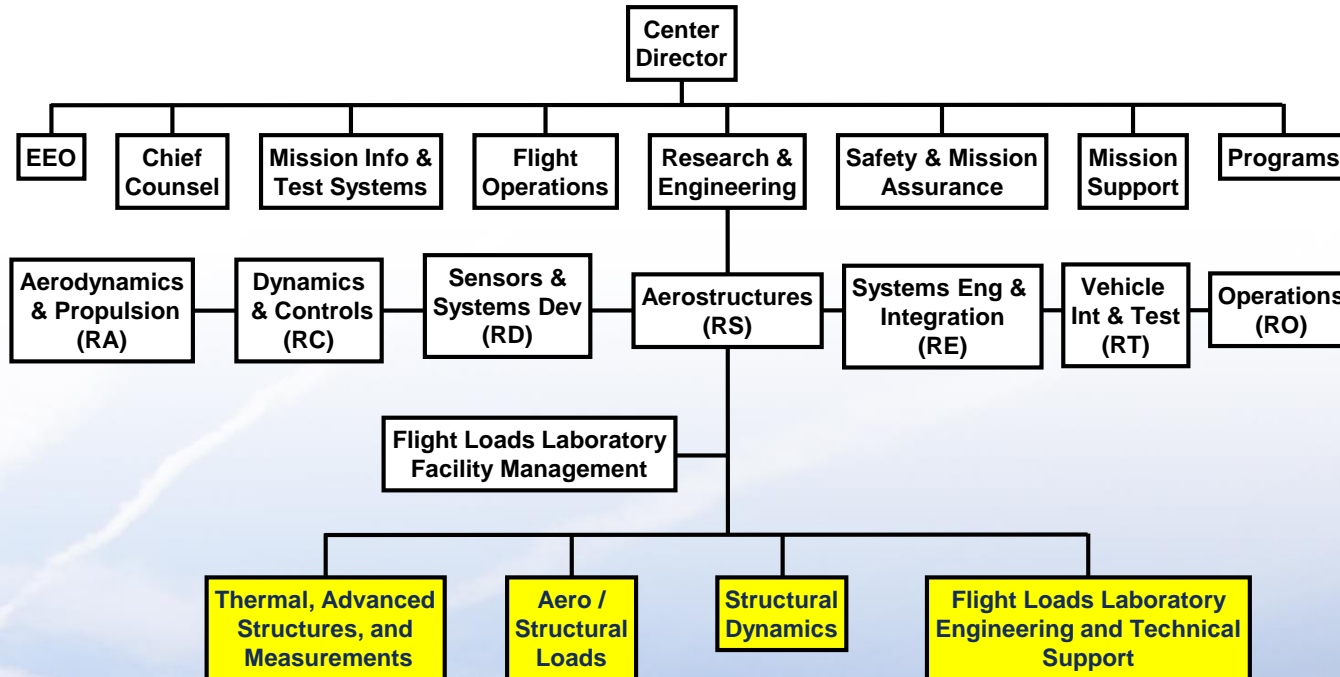 Center
Director
EEO
Chief
Counsel
Mission Info &
Test Systems
Flight
Operations
Research &
Engineering
Safety & Mission
Assurance
Mission
Support
Programs
Aerodynamics
& Propulsion
(RA)
Dynamics
& Controls
(RC)
Sensors &
Systems Dev
(RD)
Aerostructures
(RS)
Systems Eng &
Integration
(RE)
Vehicle
Int & Test
(RT)
Operations
(RO)
Flight Loads Laboratory
Facility Management
Thermal, Advanced
Structures, and
Measurements
Aero /
Structural
Loads
Structural
Dynamics
Flight Loads Laboratory
Engineering and Technical
Support